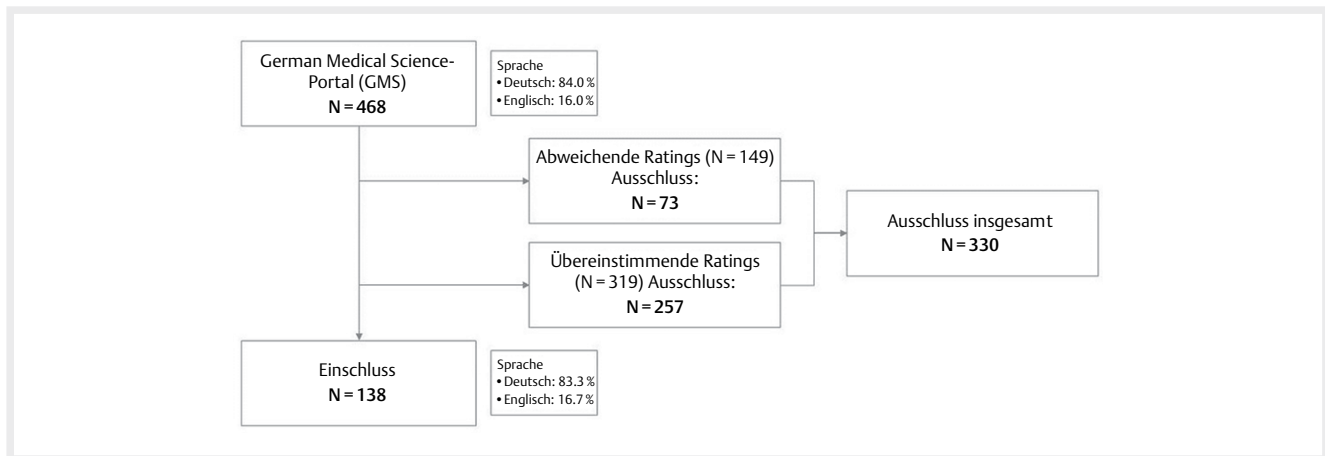 German Medical Science-
Portal (GMS)
N = 468
Sprache
• Deutsch: 84.0 %
• Englisch: 16.0 %
Abweichende Ratings (N = 149)
Ausschluss:
N = 73
Ausschluss insgesamt
N = 330
Übereinstimmende Ratings
(N = 319) Ausschluss:
N = 257
Einschluss
N = 138
Sprache
• Deutsch: 83.3 %
• Englisch: 16.7 %